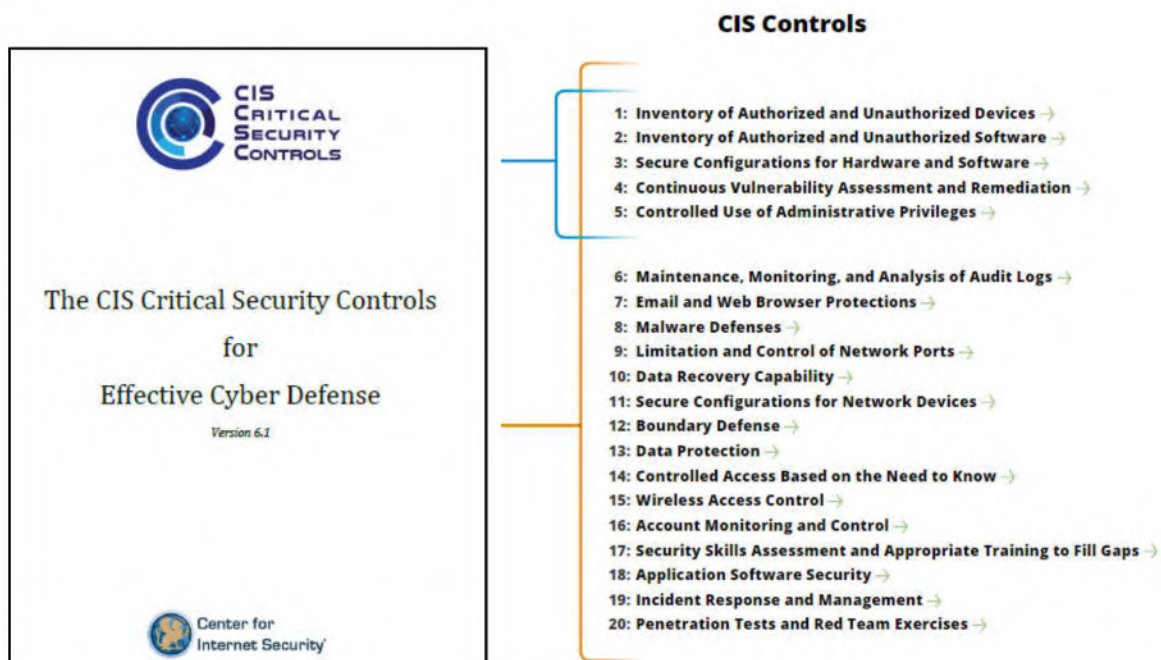 CIS Controls
CIS
CRITICAL
SECURITY
CONTROLS
The CIS Critical Security Controls
for
Effective Cyber Defense
Version 6.1
Center for
Internet Security
1: Inventory of Authorized and Unauthorized Devices
2: Inventory of Authorized and Unauthorized Software
3: Secure Configurations for Hardware and Software
4: Continuous Vulnerability Assessment and Remediation
5: Controlled Use of Administrative Privileges
6: Maintenance, Monitoring, and Analysis of Audit Logs
7: Email and Web Browser Protections
8: Malware Defenses
9: Limitation and Control of Network Ports
10: Data Recovery Capability
11: Secure Configurations for Network Devices
12: Boundary Defense
13: Data Protection
14: Controlled Access Based on the Need to Know
15: Wireless Access Control
16: Account Monitoring and Control
17: Security Skills Assessment and Appropriate Training to Fill Gaps
18: Application Software Security
19: Incident Response and Management
20: Penetration Tests and Red Team Exercises